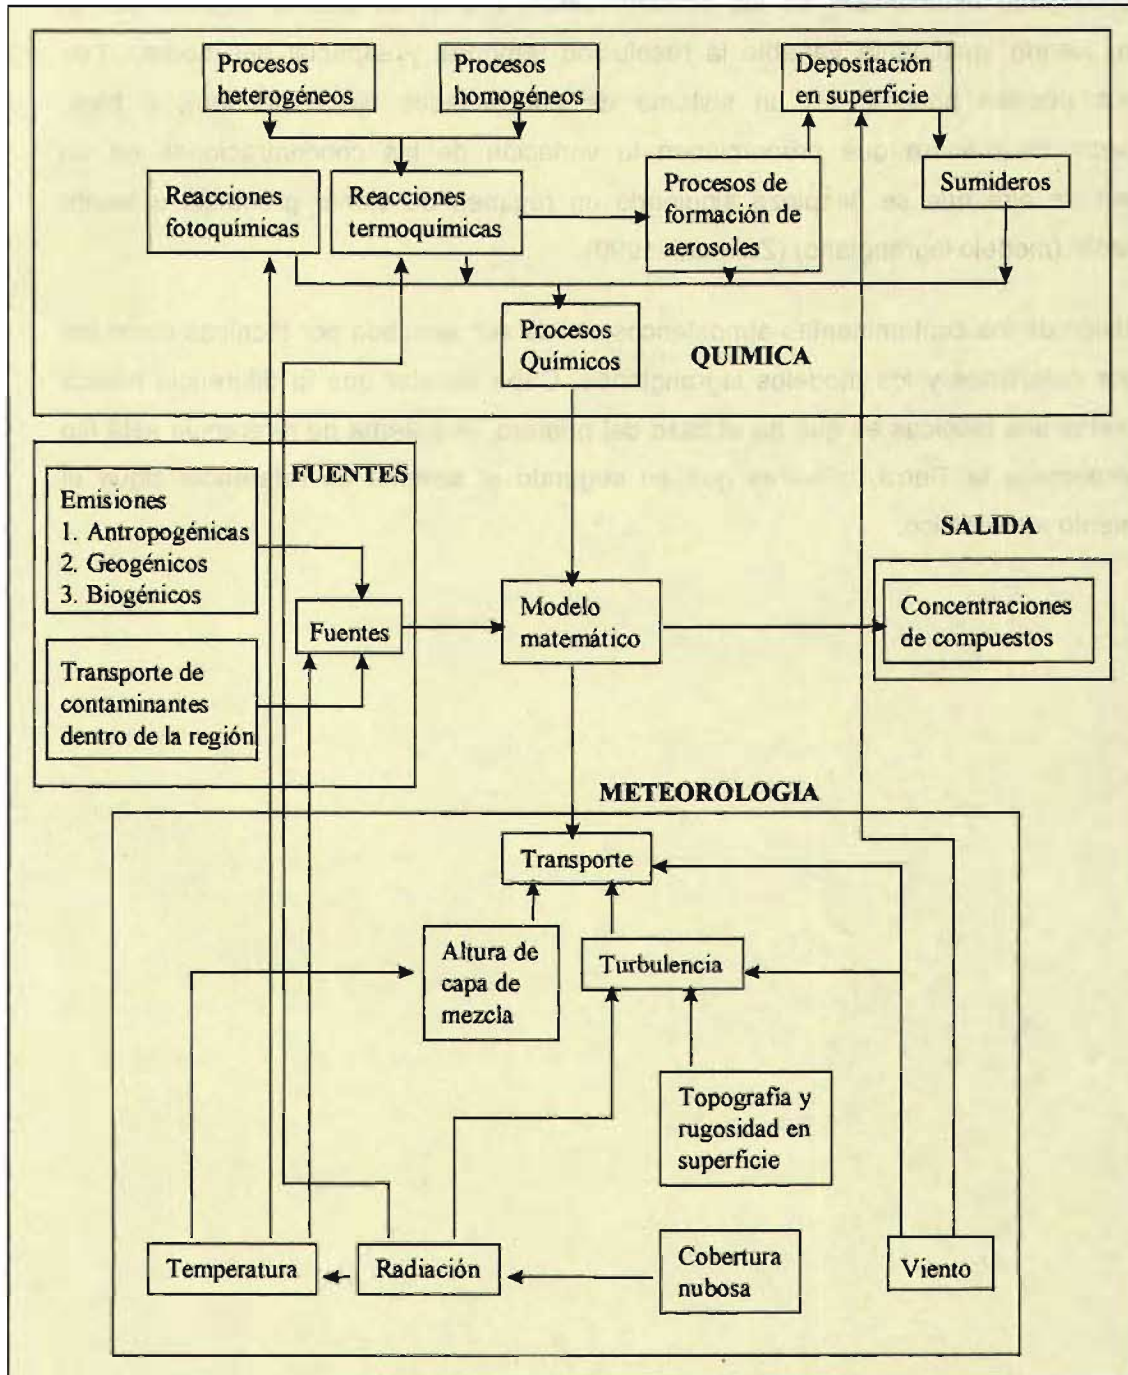 Procesos
heterogéneos
Procesos
homogéneos
Depositación
en superficie
Reacciones
fotoquímicas
Reacciones
termoquímicas
Procesos de
formación de
aerosoles
Sumideros
Procesos
Químicos
QUIMICA
FUENTES
Emisiones
1. Antropogénicas
2. Geogénicos
3. Biogénicos
Fuentes
Transporte de
contaminantes
dentro de la región
Modelo
matemático
SALIDA
Concentraciones
de compuestos
METEOROLOGIA
Transporte
Altura de
capa de
mezcla
Turbulencia
Topografía y
rugosidad en
superficie
Temperatura
Radiación
Cobertura
nubosa
Viento